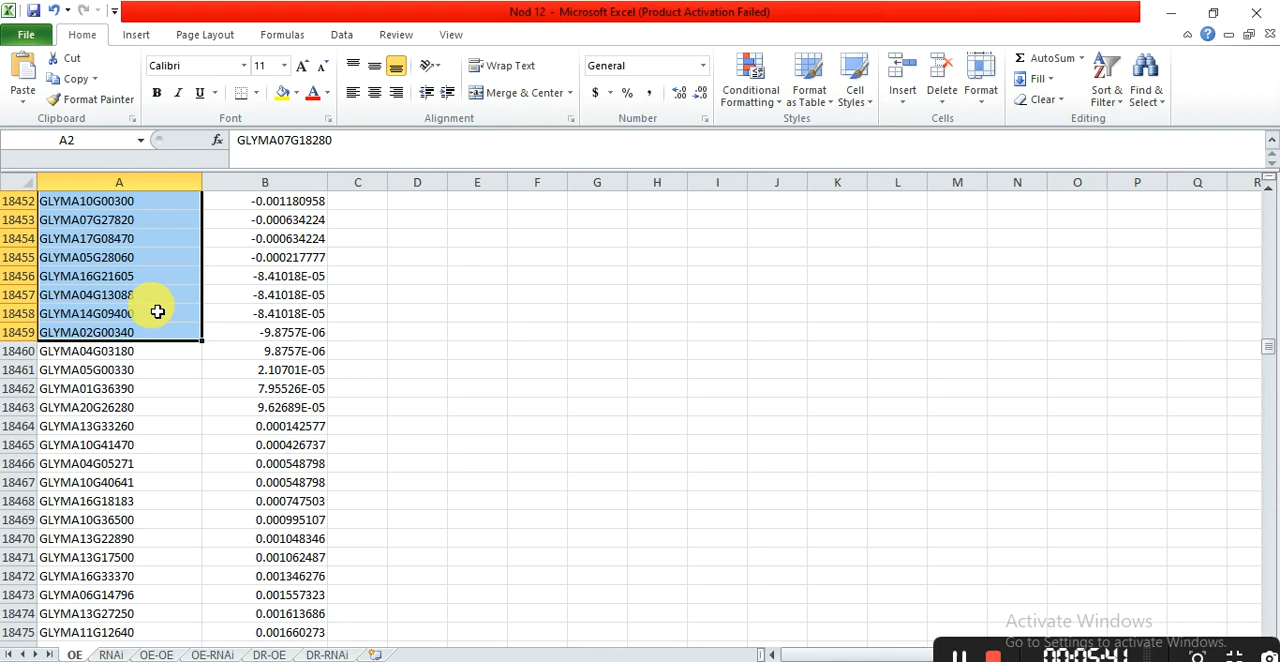 Nod 12 - Microsoft Excel (Product Activation Failed)
File Home Insert Page Layout Formulas Data Review View
Paste Cut Copy Format Painter Clipboard
Calibri 11 A A B I U A Font
Wrap Text Merge & Center Alignment
General $ % , .00 Number
Conditional Formatting Format as Table Cell Styles Styles
Insert Delete Format Cells
Σ AutoSum Fill Clear Sort & Filter Find & Select Editing
A2 fx GLYMA07G18280
A B C D E F G H I J K L M N O P Q R
18452 GLYMA10G00300 -0.001180958
18453 GLYMA07G27820 -0.000634224
18454 GLYMA17G08470 -0.000634224
18455 GLYMA05G28060 -0.000217777
18456 GLYMA16G21605 -8.41018E-05
18457 GLYMA04G13088 -8.41018E-05
18458 GLYMA14G09400 -8.41018E-05
18459 GLYMA02G00340 -9.8757E-06
18460 GLYMA04G03180 9.8757E-06
18461 GLYMA05G00330 2.10701E-05
18462 GLYMA01G36390 7.95526E-05
18463 GLYMA20G26280 9.62689E-05
18464 GLYMA13G33260 0.000142577
18465 GLYMA10G41470 0.000426737
18466 GLYMA04G05271 0.000548798
18467 GLYMA10G40641 0.000548798
18468 GLYMA16G18183 0.000747503
18469 GLYMA10G36500 0.000995107
18470 GLYMA13G22890 0.001048346
18471 GLYMA13G17500 0.001062487
18472 GLYMA16G33370 0.001346276
18473 GLYMA06G14796 0.001557323
18474 GLYMA13G27250 0.001613686
18475 GLYMA11G12640 0.001660273
OE RNAi OE-OE OE-RNAi DR-OE DR-RNAi
Activate Windows
Go to Settings to activate Windows.
00:05:41